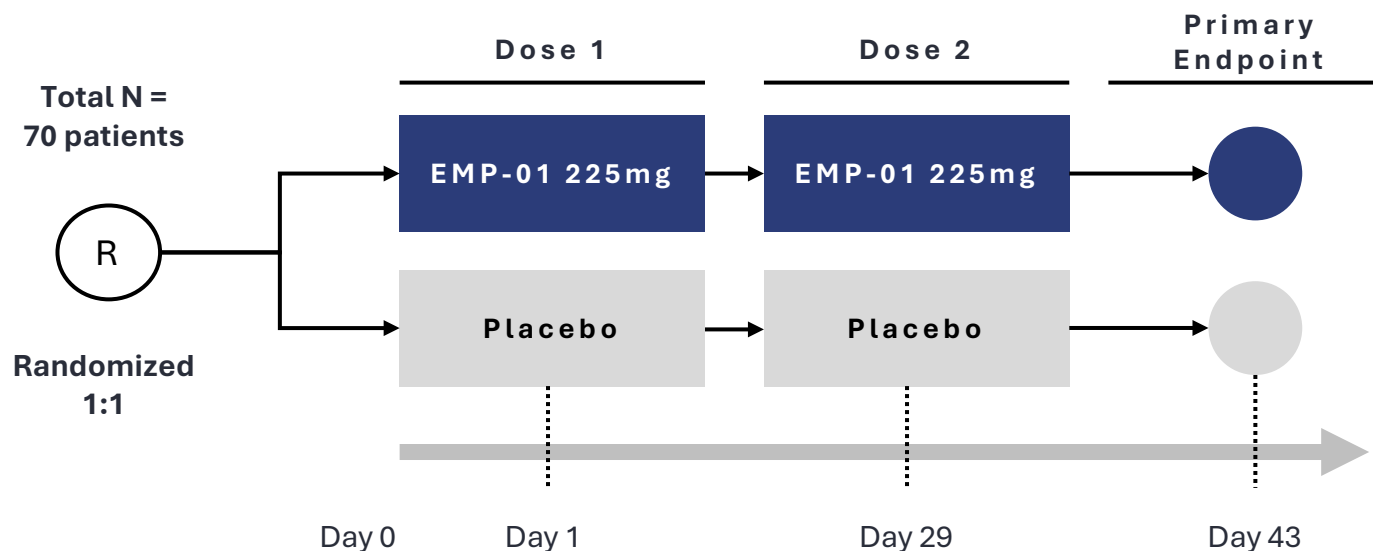 Dose 1
Dose 2
Primary
Endpoint
Total N =
70 patients
EMP-01 225mg
EMP-01 225mg
R
Placebo
Placebo
Randomized
1:1
Day 0
Day 1
Day 29
Day 43